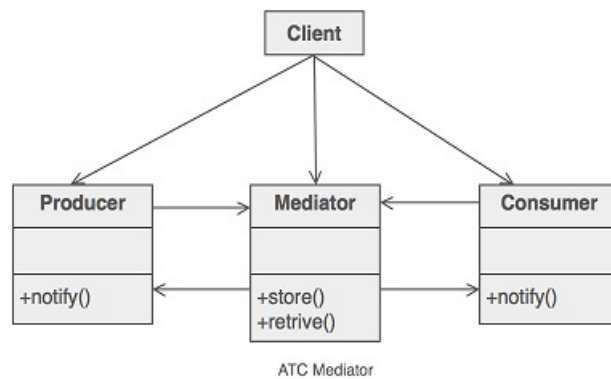 Client
Producer
Mediator
Consumer
+notify()
+store()
+retrive()
+notify()
ATC Mediator